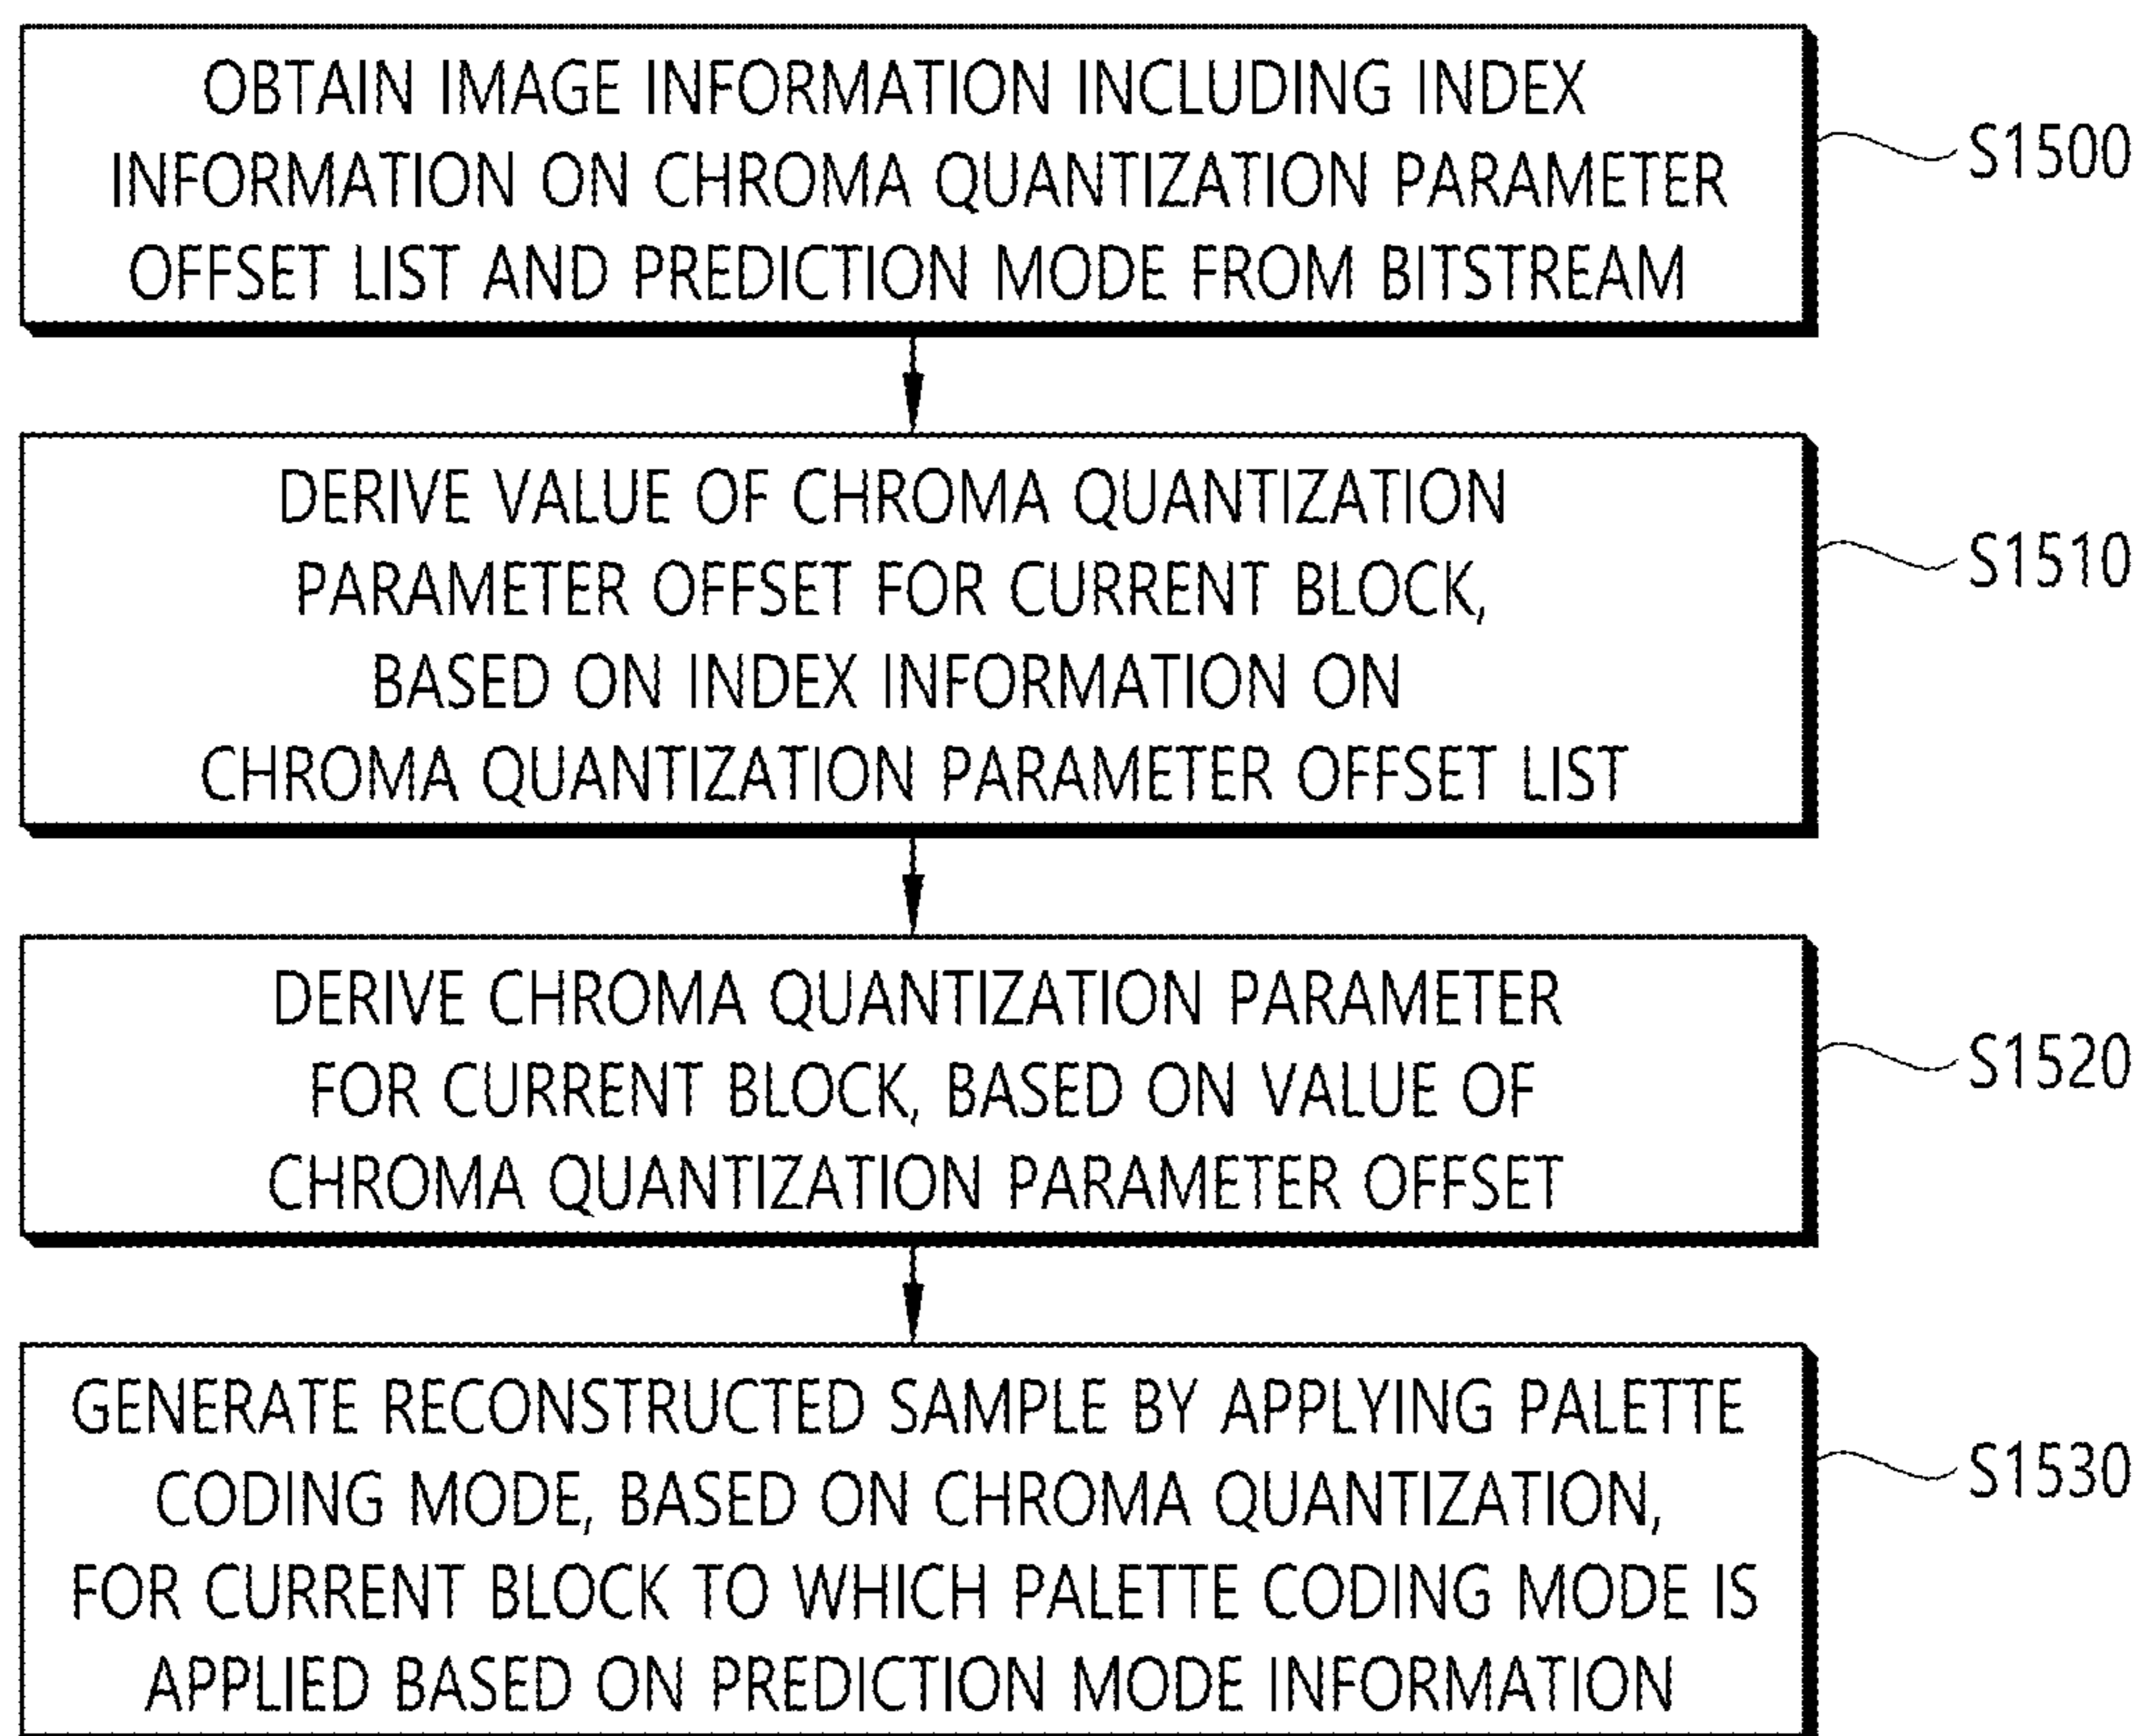 OBTAIN IMAGE INFORMATION INCLUDING INDEX
INFORMATION ON CHROMA QUANTIZATION PARAMETER
OFFSET LIST AND PREDICTION MODE FROM BITSTREAM
S1500
DERIVE VALUE OF CHROMA QUANTIZATION
PARAMETER OFFSET FOR CURRENT BLOCK,
BASED ON INDEX INFORMATION ON
CHROMA QUANTIZATION PARAMETER OFFSET LIST
S1510
DERIVE CHROMA QUANTIZATION PARAMETER
FOR CURRENT BLOCK, BASED ON VALUE OF
CHROMA QUANTIZATION PARAMETER OFFSET
S1520
GENERATE RECONSTRUCTED SAMPLE BY APPLYING PALETTE
CODING MODE, BASED ON CHROMA QUANTIZATION,
FOR CURRENT BLOCK TO WHICH PALETTE CODING MODE IS
APPLIED BASED ON PREDICTION MODE INFORMATION
S1530